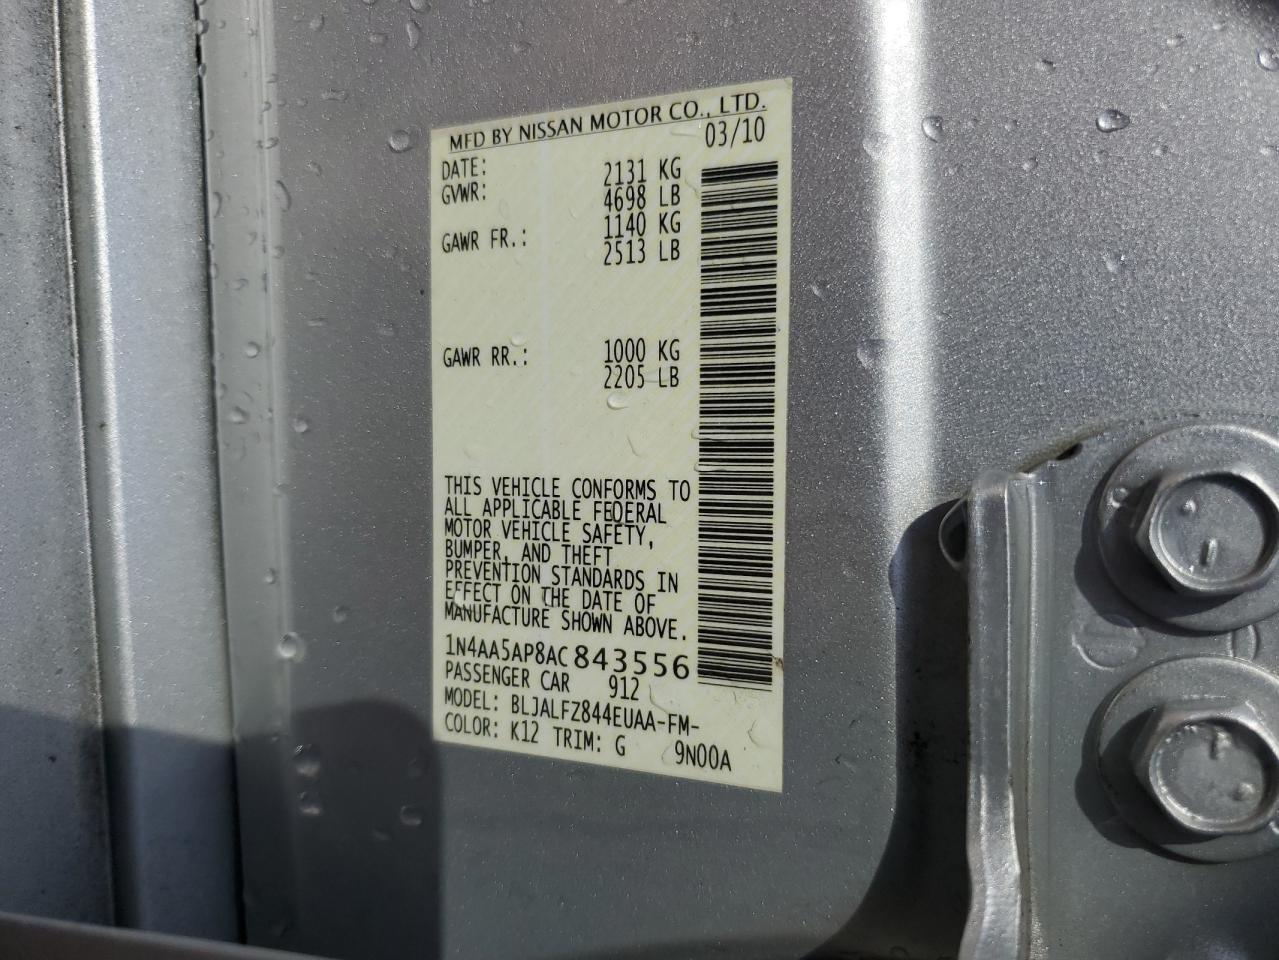 MFD BY NISSAN MOTOR CO., LTD.
DATE: 03/10
GVWR: 2131 KG
4698 LB
GAWR FR.: 1140 KG
2513 LB
GAWR RR.: 1000 KG
2205 LB
THIS VEHICLE CONFORMS TO
ALL APPLICABLE FEDERAL
MOTOR VEHICLE SAFETY,
BUMPER, AND THEFT
PREVENTION STANDARDS IN
EFFECT ON THE DATE OF
MANUFACTURE SHOWN ABOVE.
1N4AA5AP8AC843556
PASSENGER CAR 912
MODEL: BLJALFZ844EUAA-FM-
COLOR: K12 TRIM: G 9N00A